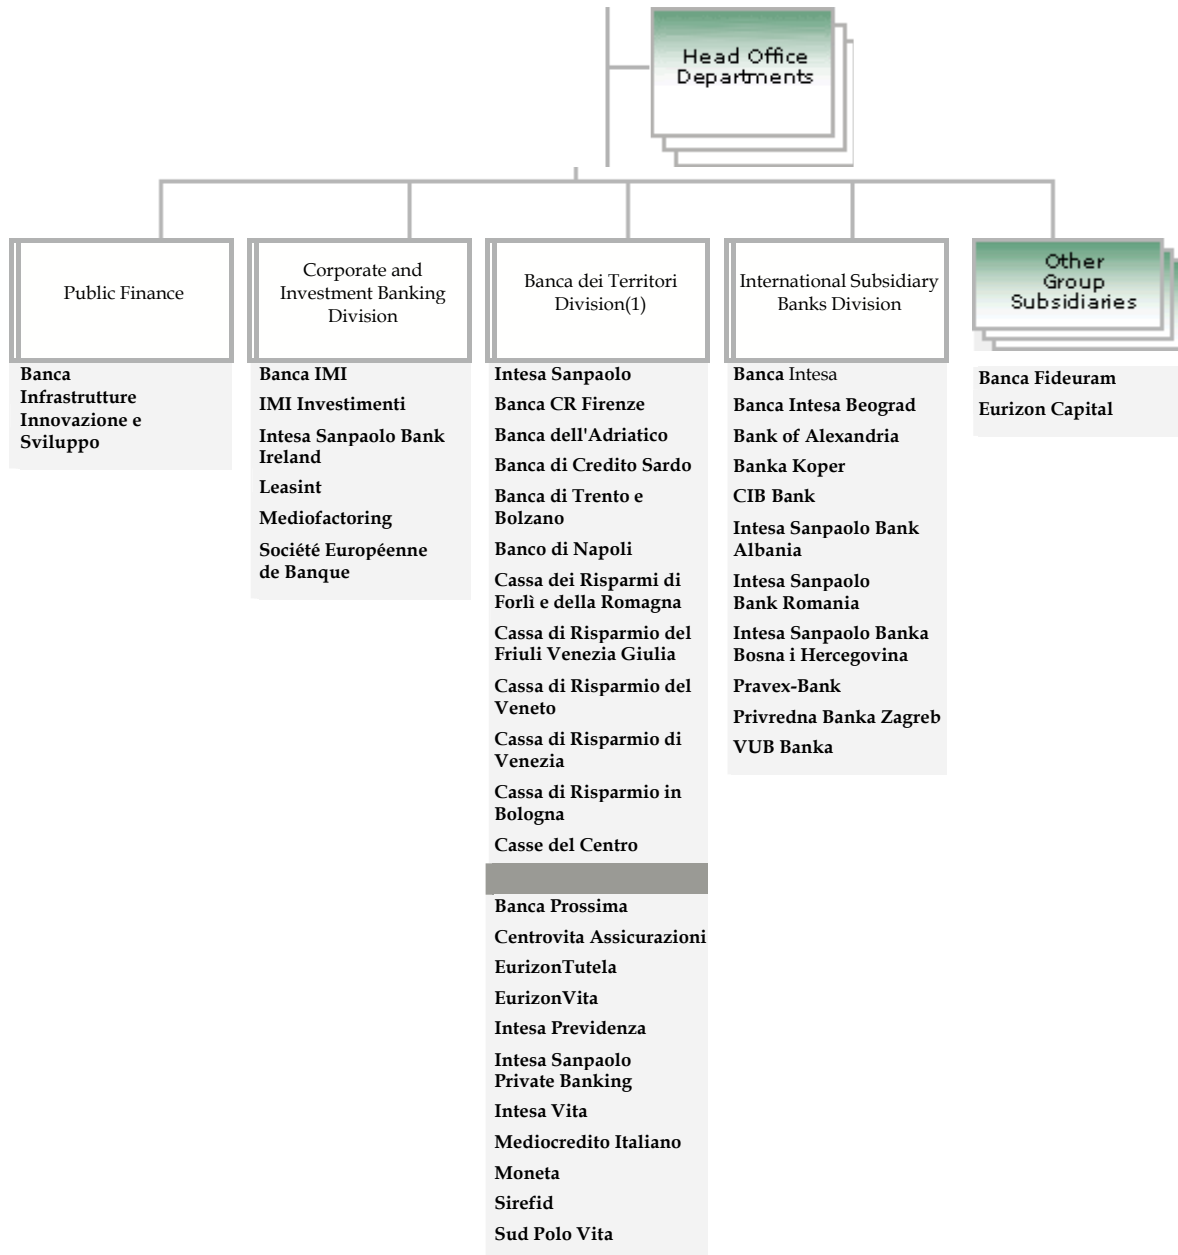 Head Office
Departments
Public Finance
Banca
Infrastrutture
Innovazione e
Sviluppo
Corporate and
Investment Banking
Division
Banca IMI
IMI Investimenti
Intesa Sanpaolo Bank
Ireland
Leasint
Mediofactoring
Société Européenne
de Banque
Banca dei Territori
Division(1)
Intesa Sanpaolo
Banca CR Firenze
Banca dell'Adriatico
Banca di Credito Sardo
Banca di Trento e
Bolzano
Banco di Napoli
Cassa dei Risparmi di
Forlì e della Romagna
Cassa di Risparmio del
Friuli Venezia Giulia
Cassa di Risparmio del
Veneto
Cassa di Risparmio di
Venezia
Cassa di Risparmio in
Bologna
Casse del Centro
Banca Prossima
Centrovita Assicurazioni
EurizonTutela
EurizonVita
Intesa Previdenza
Intesa Sanpaolo
Private Banking
Intesa Vita
Mediocredito Italiano
Moneta
Sirefid
Sud Polo Vita
International Subsidiary
Banks Division
Banca Intesa
Banca Intesa Beograd
Bank of Alexandria
Banka Koper
CIB Bank
Intesa Sanpaolo Bank
Albania
Intesa Sanpaolo
Bank Romania
Intesa Sanpaolo Banka
Bosna i Hercegovina
Pravex-Bank
Privredna Banka Zagreb
VUB Banka
Other
Group
Subsidiaries
Banca Fideuram
Eurizon Capital